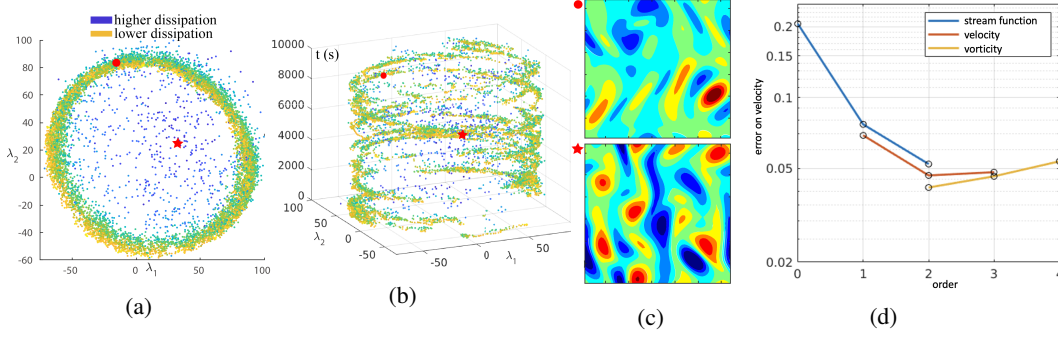 higher dissipation
lower dissipation
100
80
60
40
20
0
-20
-40
-60
λ2
-50
0
50
100
λ1
(a)
t (s)
10000
8000
6000
4000
2000
0
100
50
0
-50
λ2
-50
0
50
λ1
(b)
(c)
stream function
velocity
vorticity
0.2
0.15
0.1
0.05
0.02
error on velocity
0
1
2
3
4
order
(d)